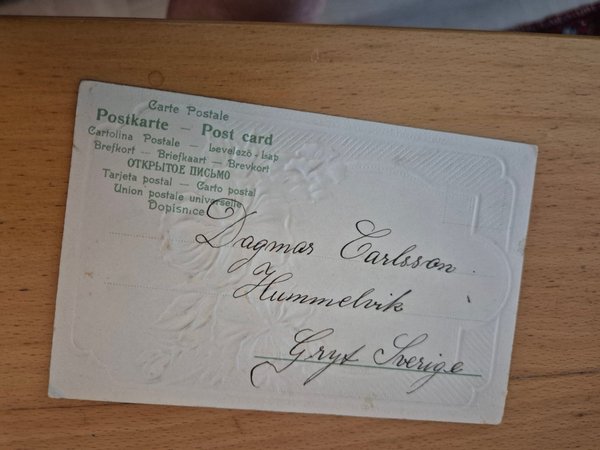 Carte Postale
Postkarte — Post card
Cartolina Postale — Levelező-Lap
Brefkort — Briefkaart — Brevkort
ОТКРЫТОЕ ПИСЬМО
Tarjeta postal — Carto postal
Union postale universelle
Dopisnice
Dagmar Carlsson
Hummelvik
Gryt Sverige